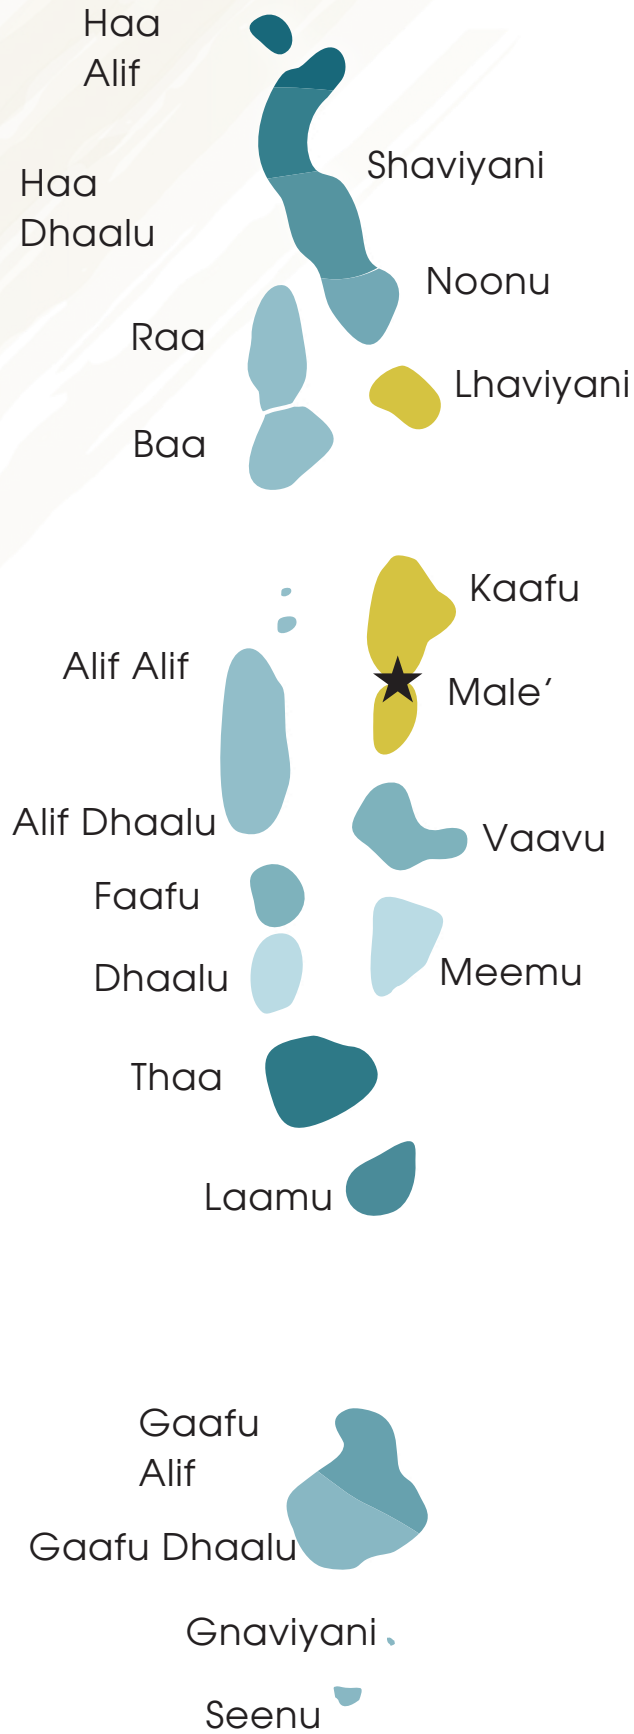 Haa
Alif
Shaviyani
Haa
Dhaalu
Noonu
Raa
Lhaviyani
Baa
Kaafu
Alif Alif
Male’
Alif Dhaalu
Vaavu
Faafu
Meemu
Dhaalu
Thaa
Laamu
Gaafu
Alif
Gaafu Dhaalu
Gnaviyani
Seenu